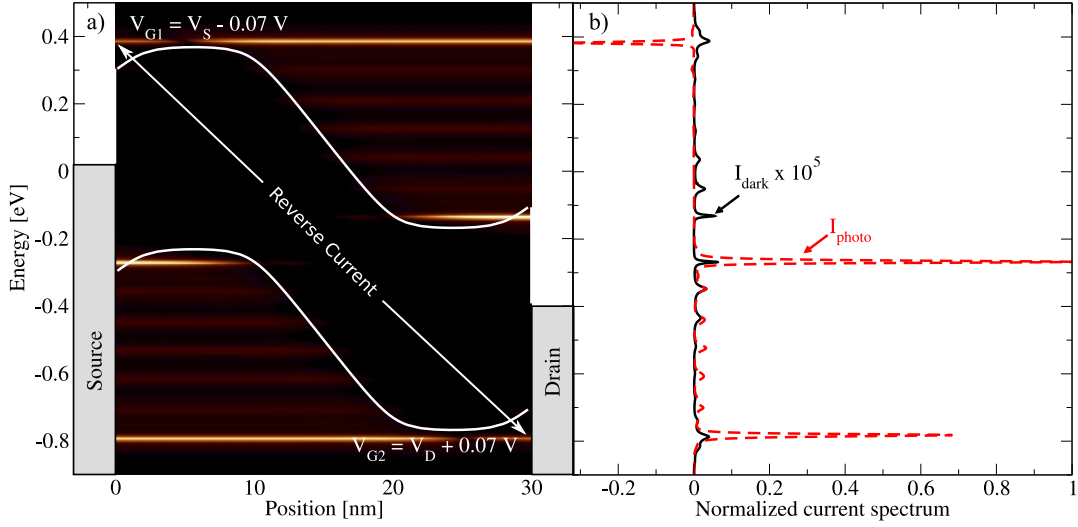 a)
V_G1 = V_S - 0.07 V
Reverse Current
V_G2 = V_D + 0.07 V
Source
Drain
Energy [eV]
0.4
0.2
0
-0.2
-0.4
-0.6
-0.8
0
10
20
30
Position [nm]
b)
I_dark x 10^5
I_photo
-0.2
0
0.2
0.4
0.6
0.8
1
Normalized current spectrum